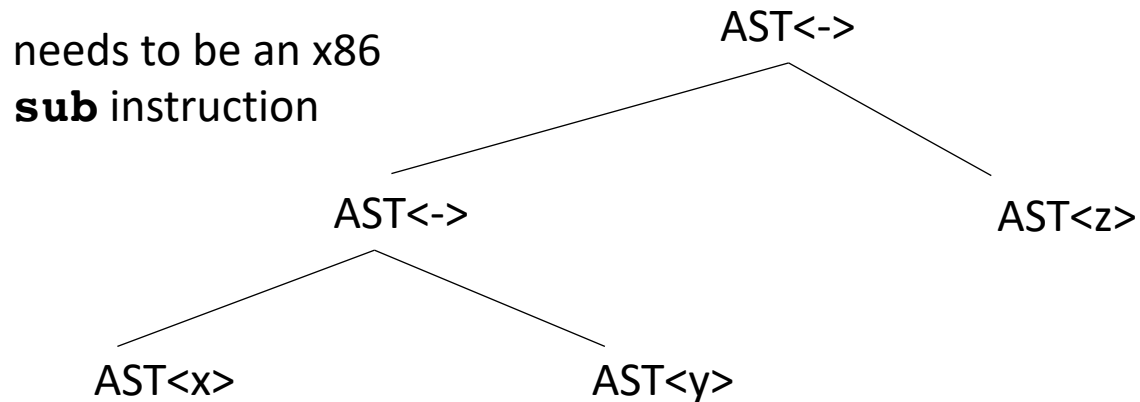 AST<->
needs to be an x86
sub instruction
AST<->
AST<z>
AST<x>
AST<y>